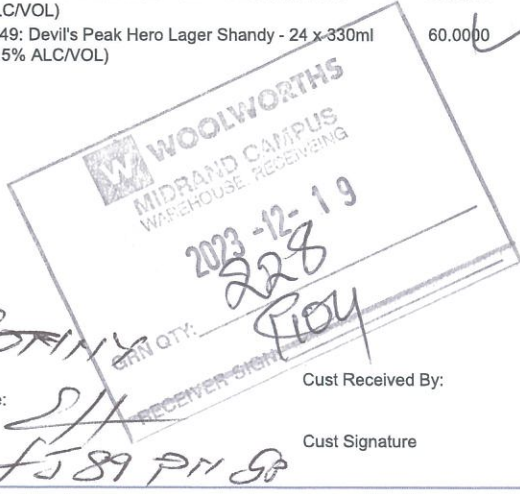 LC/VOL)
49: Devil's Peak Hero Lager Shandy - 24 x 330ml 60.0000
5% ALC/VOL)
W WOOLWORTHS
MIDRAND CAMPUS
WAREHOUSE RECEIVING
2023-12-19
228
GRN QTY:
RECEIVER SIGN
Cust Received By:
Cust Signature